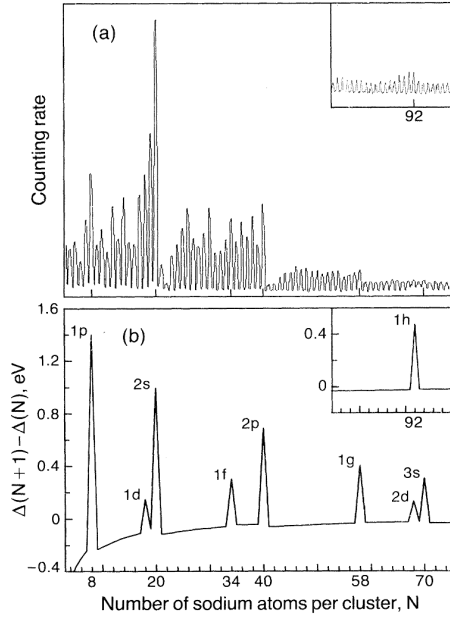 (a)
92
Counting rate
(b)
1.6
1.2
0.8
0.4
0
−0.4
Δ(N+1)−Δ(N), eV
1p
1d
2s
1f
2p
1g
2d
3s
0.4
0
1h
92
8
20
34
40
58
70
Number of sodium atoms per cluster, N